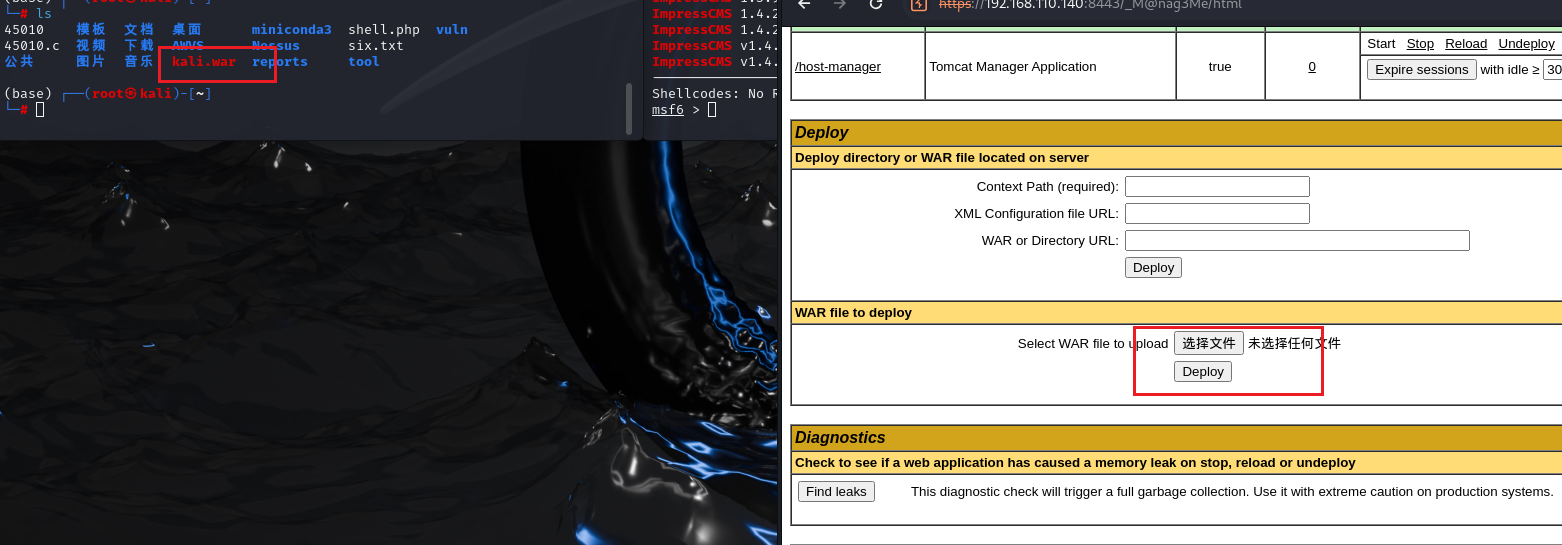 (base) ┌──(root㉿kali)-[~]
└─# ls
45010 模板 文档 桌面 miniconda3 shell.php vuln
45010.c 视频 下载 AWVS Nessus six.txt
公共 图片 音乐 kali.war reports tool
(base) ┌──(root㉿kali)-[~]
└─#
ImpressCMS 1.4.2
ImpressCMS 1.4.2
ImpressCMS v1.4.
ImpressCMS v1.4.
Shellcodes: No R
msf6 >
https://192.168.110.140:8443/_M@nag3Me/html
/host-manager Tomcat Manager Application true 0
Start Stop Reload Undeploy
Expire sessions with idle ≥ 30
Deploy
Deploy directory or WAR file located on server
Context Path (required):
XML Configuration file URL:
WAR or Directory URL:
Deploy
WAR file to deploy
Select WAR file to upload 选择文件 未选择任何文件
Deploy
Diagnostics
Check to see if a web application has caused a memory leak on stop, reload or undeploy
Find leaks This diagnostic check will trigger a full garbage collection. Use it with extreme caution on production systems.